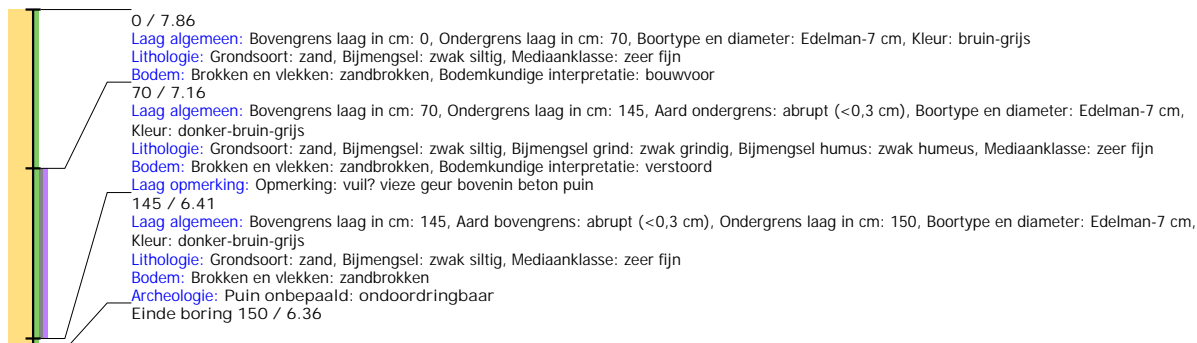 0 / 7.86
Laag algemeen: Bovengrens laag in cm: 0, Ondergrens laag in cm: 70, Boortype en diameter: Edelman-7 cm, Kleur: bruin-grijs
Lithologie: Grondsoort: zand, Bijmengsel: zwak siltig, Mediaanklasse: zeer fijn
Bodem: Brokken en vlekken: zandbrokken, Bodemkundige interpretatie: bouwvoor
70 / 7.16
Laag algemeen: Bovengrens laag in cm: 70, Ondergrens laag in cm: 145, Aard ondergrens: abrupt (<0,3 cm), Boortype en diameter: Edelman-7 cm,
Kleur: donker-bruin-grijs
Lithologie: Grondsoort: zand, Bijmengsel: zwak siltig, Bijmengsel grind: zwak grindig, Bijmengsel humus: zwak humeus, Mediaanklasse: zeer fijn
Bodem: Brokken en vlekken: zandbrokken, Bodemkundige interpretatie: verstoord
Laag opmerking: Opmerking: vuil? vieze geur bovenin beton puin
145 / 6.41
Laag algemeen: Bovengrens laag in cm: 145, Aard bovengrens: abrupt (<0,3 cm), Ondergrens laag in cm: 150, Boortype en diameter: Edelman-7 cm,
Kleur: donker-bruin-grijs
Lithologie: Grondsoort: zand, Bijmengsel: zwak siltig, Mediaanklasse: zeer fijn
Bodem: Brokken en vlekken: zandbrokken
Archeologie: Puin onbepaald: ondoordringbaar
Einde boring 150 / 6.36